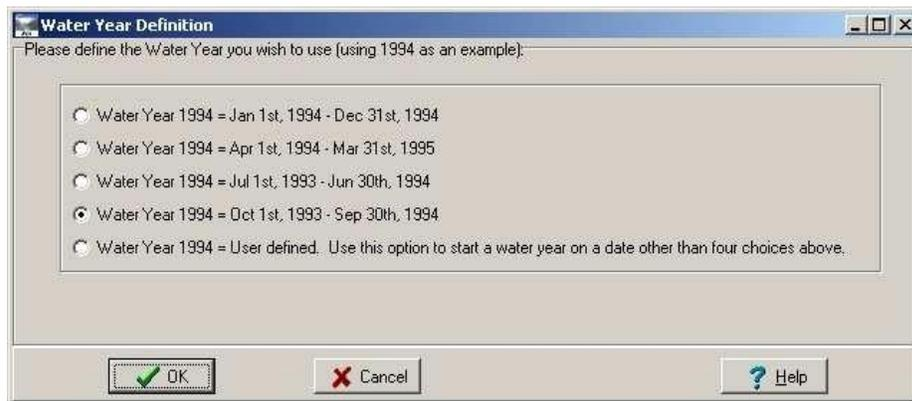 Water Year Definition
Please define the Water Year you wish to use (using 1994 as an example):
Water Year 1994 = Jan 1st, 1994 - Dec 31st, 1994
Water Year 1994 = Apr 1st, 1994 - Mar 31st, 1995
Water Year 1994 = Jul 1st, 1993 - Jun 30th, 1994
Water Year 1994 = Oct 1st, 1993 - Sep 30th, 1994
Water Year 1994 = User defined.  Use this option to start a water year on a date other than four choices above.
OK
Cancel
Help